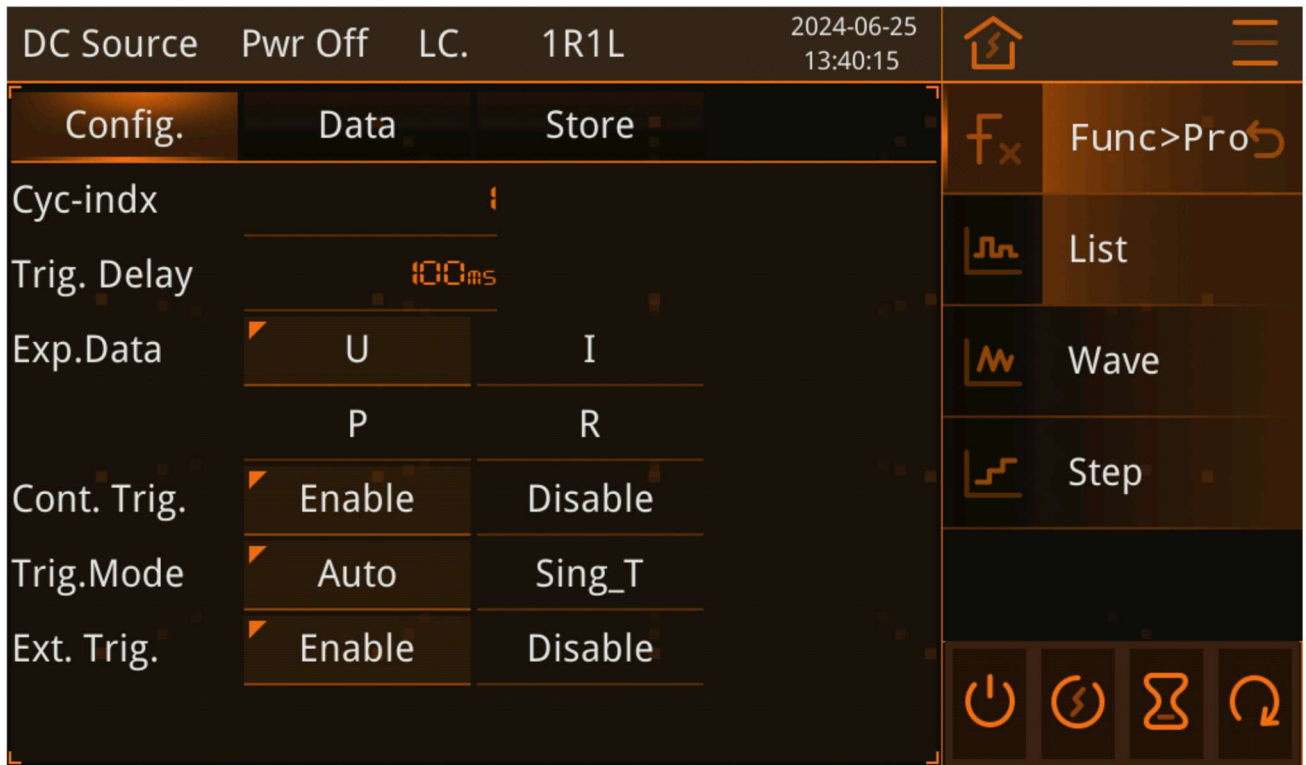 DC Source Pwr Off LC. 1R1L 2024-06-25
13:40:15
Config. Data Store
Cyc-indx 1
Trig. Delay 100ms
Exp.Data U I
P R
Cont. Trig. Enable Disable
Trig.Mode Auto Sing_T
Ext. Trig. Enable Disable
fx Func>Pro
List
Wave
Step